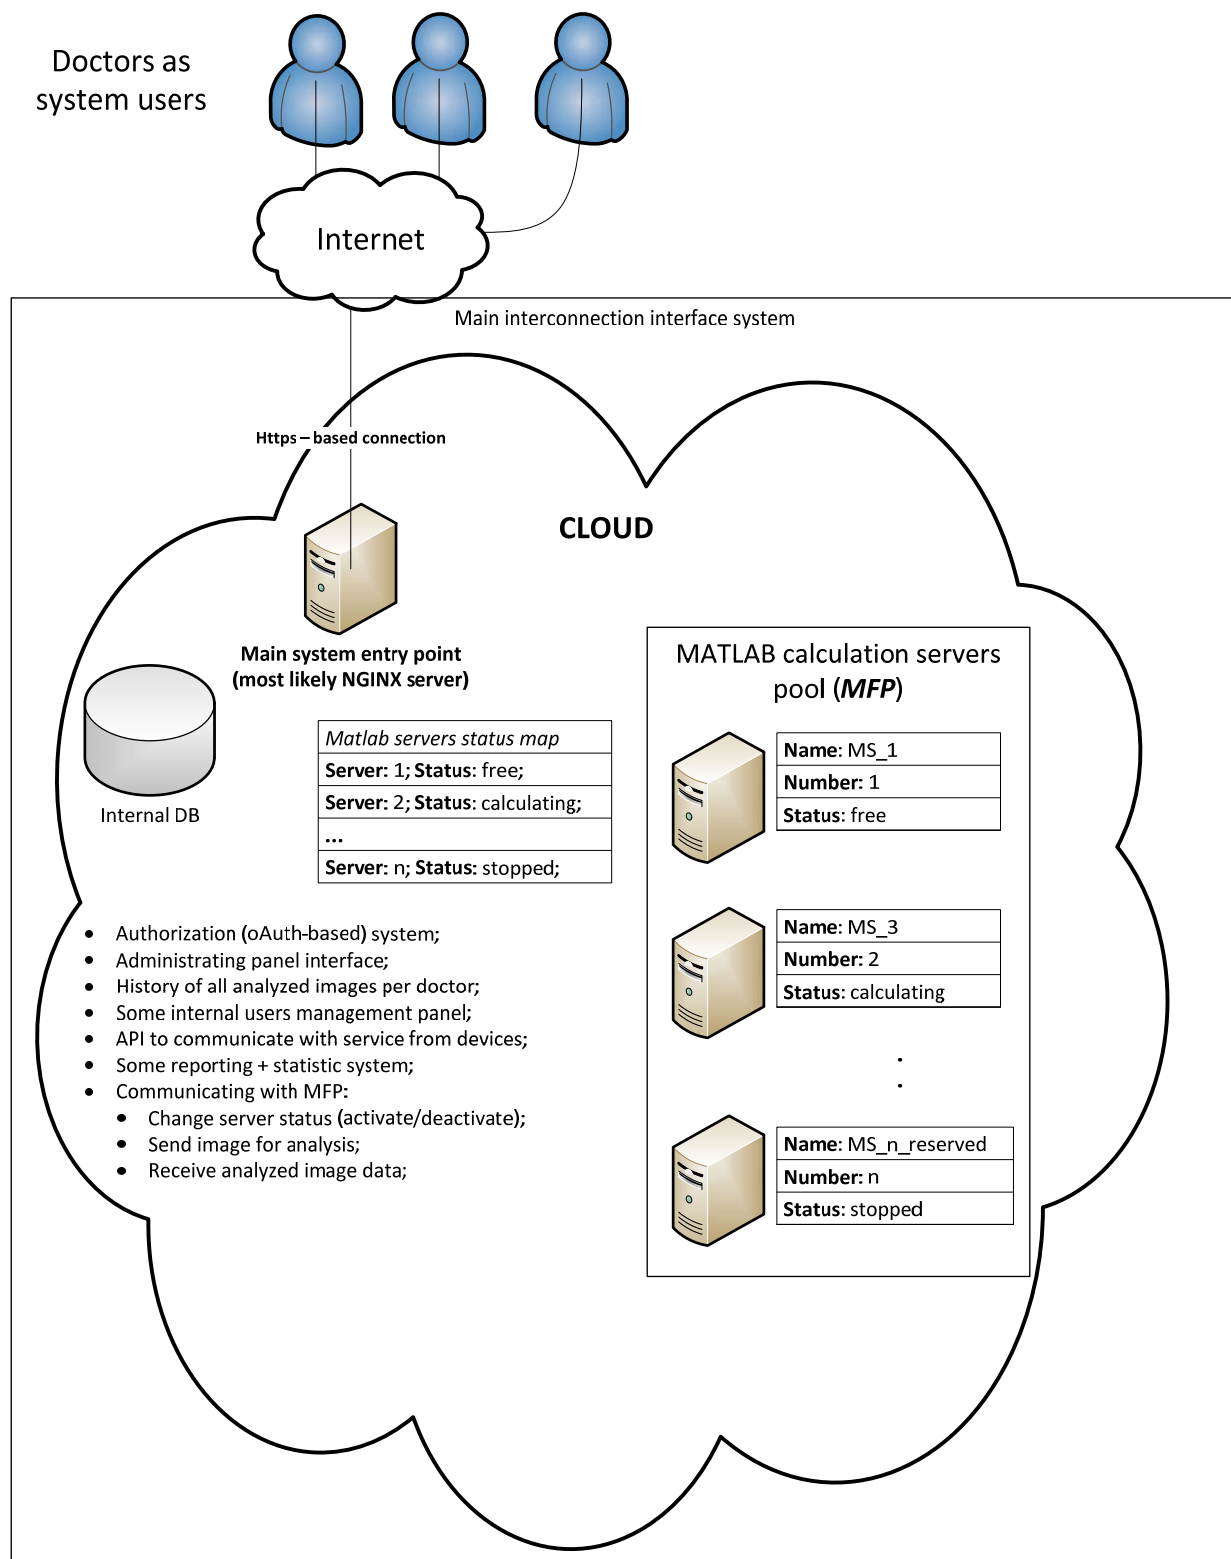 Doctors as
system users
Internet
Main interconnection interface system
Https – based connection
CLOUD
Main system entry point
(most likely NGINX server)
Internal DB
Matlab servers status map
Server: 1; Status: free;
Server: 2; Status: calculating;
...
Server: n; Status: stopped;
• Authorization (oAuth-based) system;
• Administrating panel interface;
• History of all analyzed images per doctor;
• Some internal users management panel;
• API to communicate with service from devices;
• Some reporting + statistic system;
• Communicating with MFP:
• Change server status (activate/deactivate);
• Send image for analysis;
• Receive analyzed image data;
MATLAB calculation servers
pool (MFP)
Name: MS_1
Number: 1
Status: free
Name: MS_3
Number: 2
Status: calculating
.
.
Name: MS_n_reserved
Number: n
Status: stopped